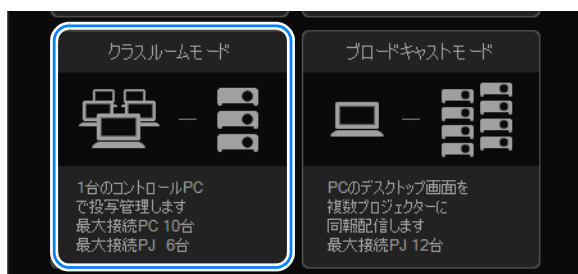 クラスルームモード
1台のコントロールPC
で投写管理します
最大接続PC 10台
最大接続PJ 6台
ブロードキャストモード
PCのデスクトップ画面を
複数プロジェクターに
同報配信します
最大接続PJ 12台